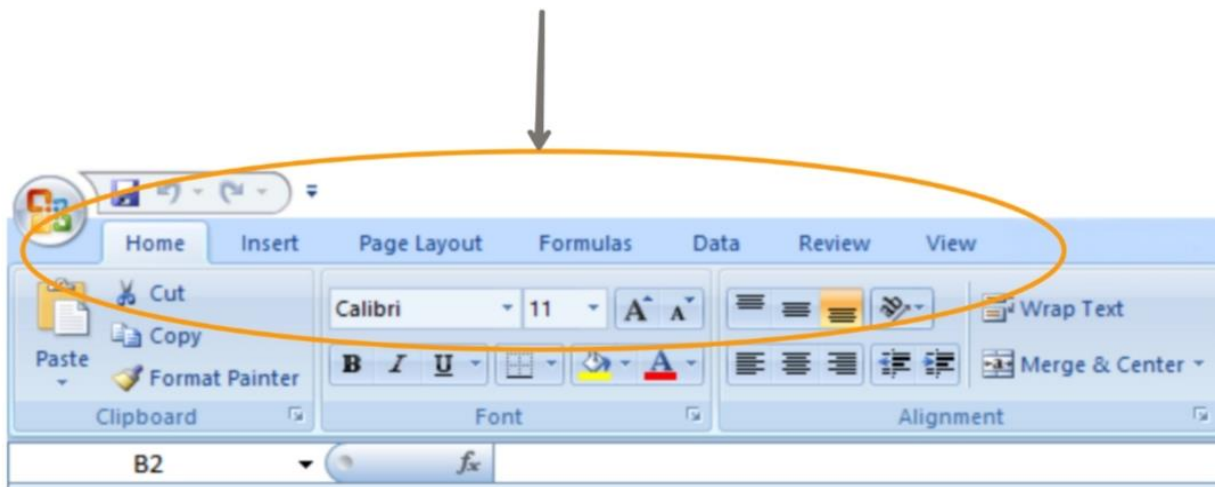 Home Insert Page Layout Formulas Data Review View
Cut
Calibri 11 A A Wrap Text
Copy
Paste
B I U A Merge & Center
Format Painter
Clipboard Font Alignment
B2 fx